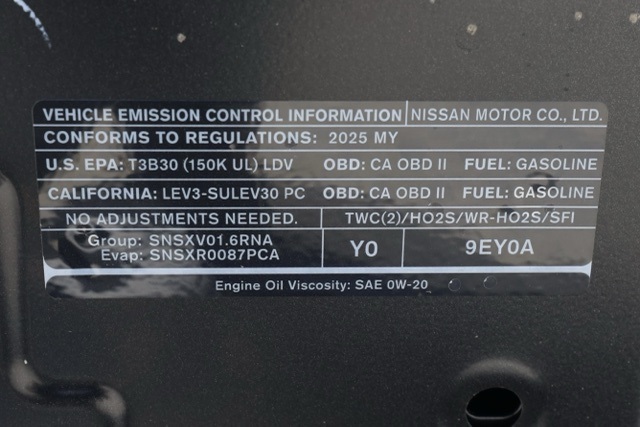 VEHICLE EMISSION CONTROL INFORMATION NISSAN MOTOR CO., LTD.
CONFORMS TO REGULATIONS: 2025 MY
U.S. EPA: T3B30 (150K UL) LDV OBD: CA OBD II FUEL: GASOLINE
CALIFORNIA: LEV3-SULEV30 PC OBD: CA OBD II FUEL: GASOLINE
NO ADJUSTMENTS NEEDED. TWC(2)/HO2S/WR-HO2S/SFI
Group: SNSXV01.6RNA
Evap: SNSXR0087PCA
Y0
9EY0A
Engine Oil Viscosity: SAE 0W-20